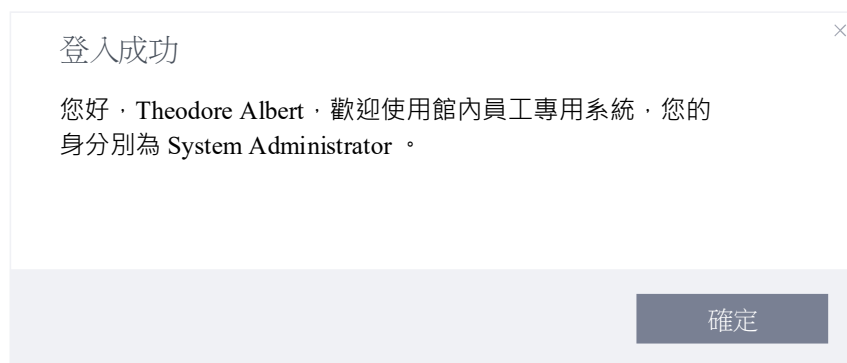 登入成功
您好，Theodore Albert，歡迎使用館內員工專用系統，您的
身分別為 System Administrator 。
確定